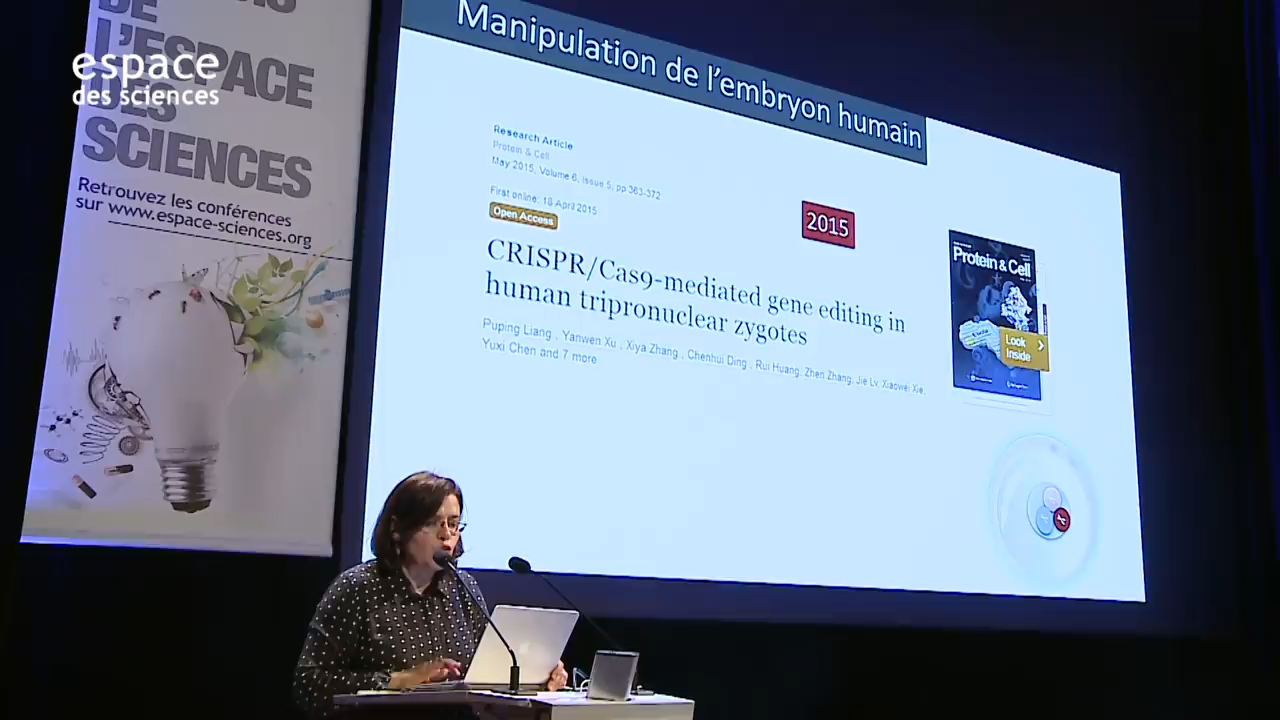 DE
L'ESPACE
DES
SCIENCES
espace
des sciences
Retrouvez les conférences
sur www.espace-sciences.org
Manipulation de l'embryon humain
Research Article
Protein & Cell
May 2015, Volume 6, Issue 5, pp 363-372
First online: 18 April 2015
Open Access
2015
CRISPR/Cas9-mediated gene editing in
human tripronuclear zygotes
Puping Liang , Yanwen Xu , Xiya Zhang , Chenhui Ding , Rui Huang, Zhen Zhang, Jie Lv, Xiaowei Xie,
Yuxi Chen and 7 more
Protein & Cell
Look
Inside